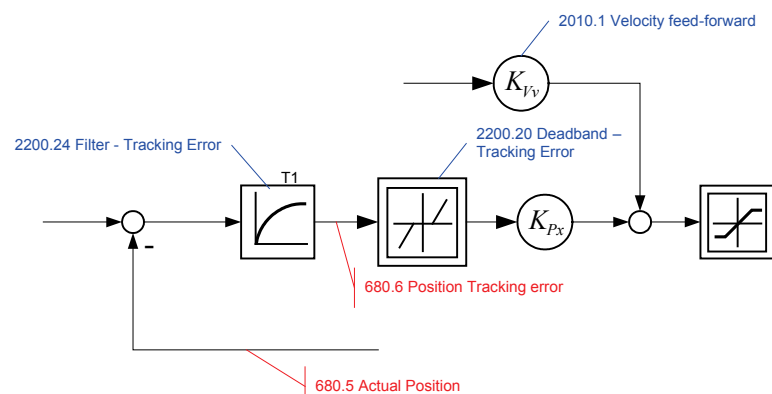 2010.1 Velocity feed-forward
K_Vv
2200.24 Filter - Tracking Error
2200.20 Deadband –
Tracking Error
T1
K_Px
-
680.6 Position Tracking error
680.5 Actual Position